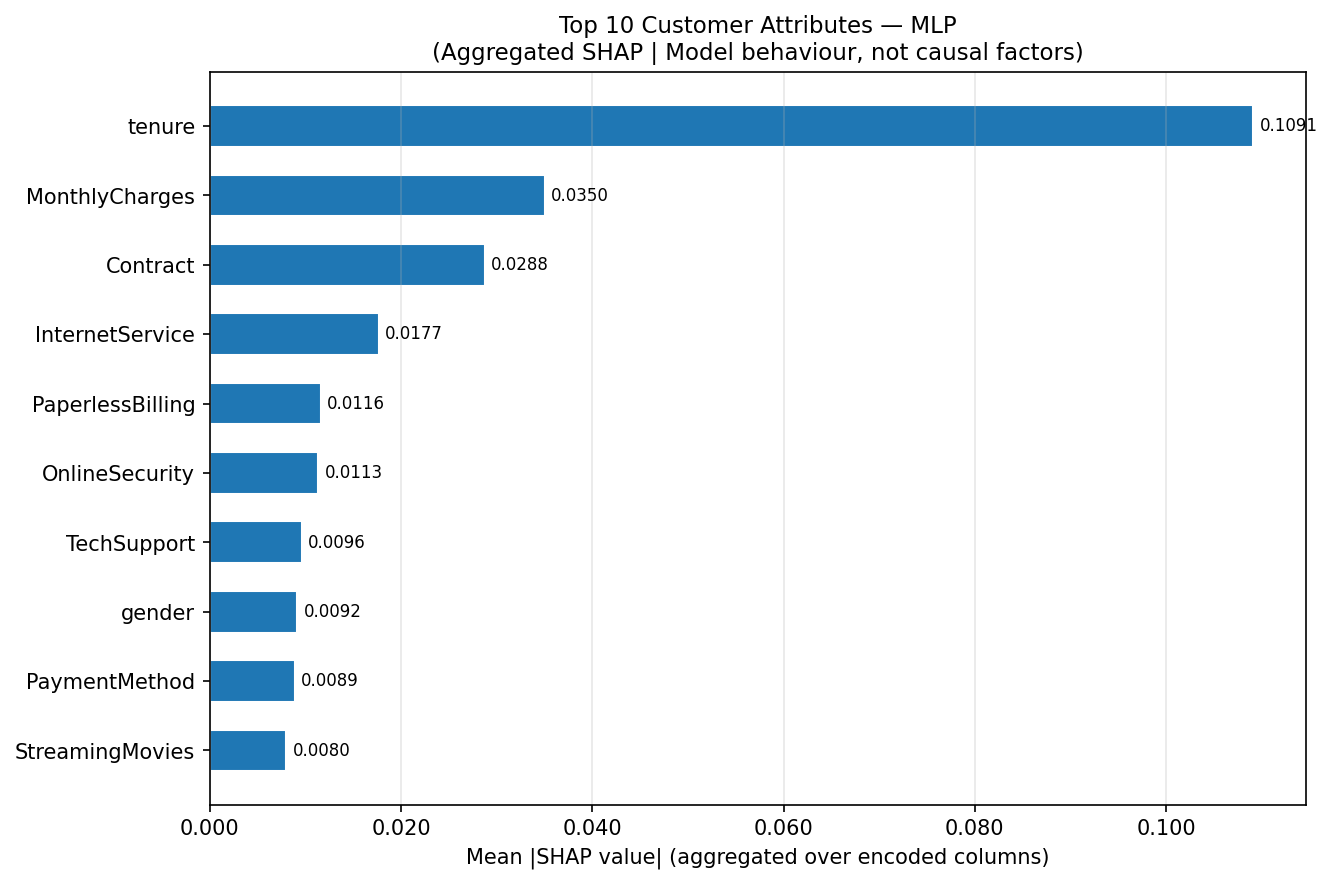 Top 10 Customer Attributes — MLP
(Aggregated SHAP | Model behaviour, not causal factors)
tenure 0.1091
MonthlyCharges 0.0350
Contract 0.0288
InternetService 0.0177
PaperlessBilling 0.0116
OnlineSecurity 0.0113
TechSupport 0.0096
gender 0.0092
PaymentMethod 0.0089
StreamingMovies 0.0080
0.000 0.020 0.040 0.060 0.080 0.100
Mean |SHAP value| (aggregated over encoded columns)